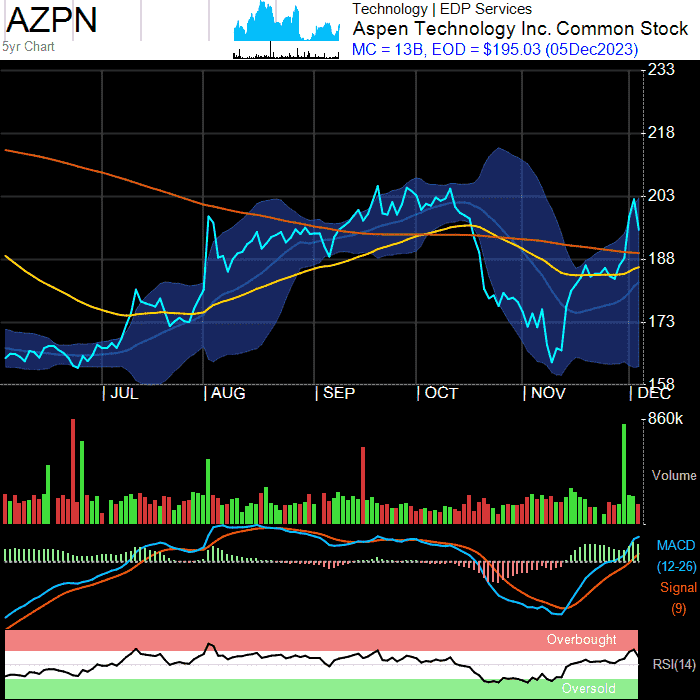 AZPN
5yr Chart
Technology | EDP Services
Aspen Technology Inc. Common Stock
MC = 13B, EOD = $195.03 (05Dec2023)
233
218
203
188
173
158
JUL AUG SEP OCT NOV DEC
860k
Volume
MACD
(12-26)
Signal
(9)
Overbought
RSI(14)
Oversold